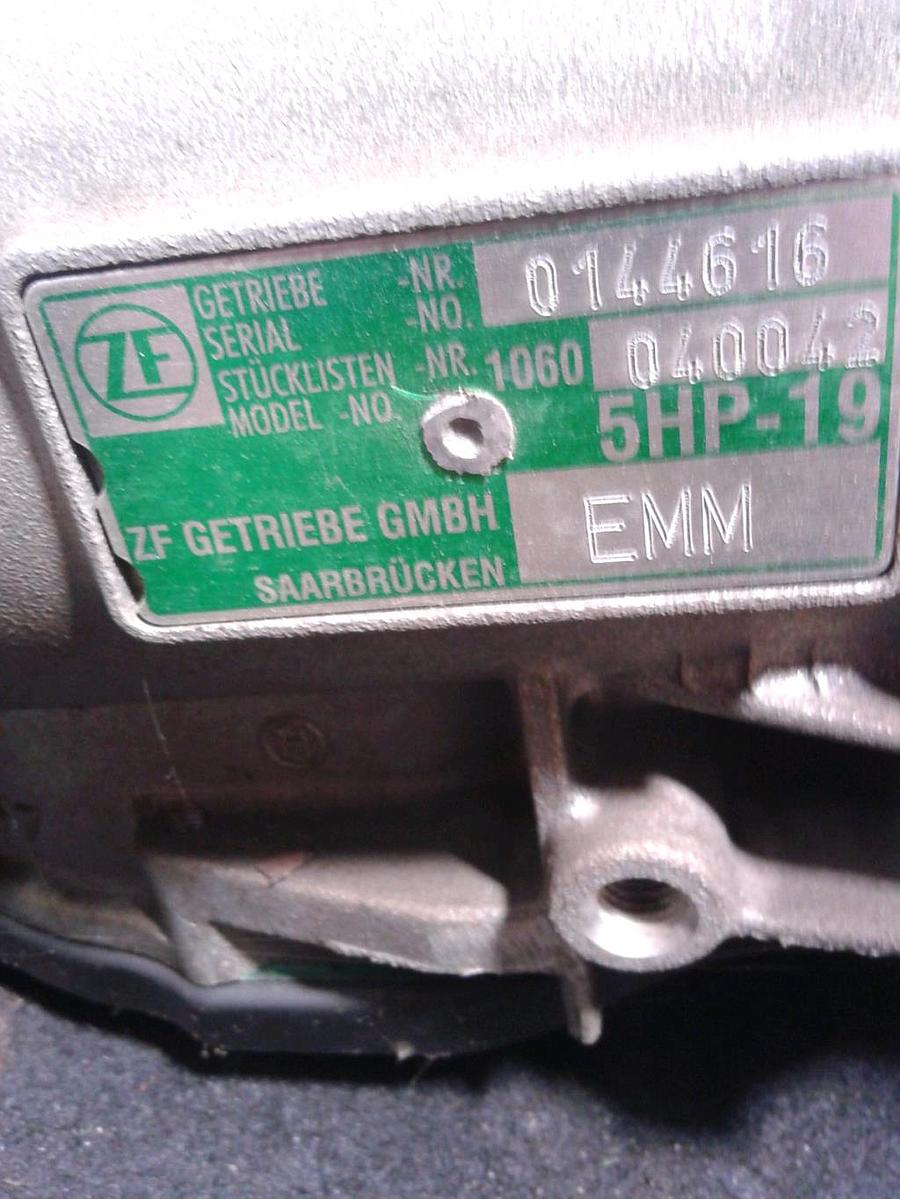 ZF
GETRIEBE -NR. 0144616
SERIAL -NO.
STÜCKLISTEN -NR. 1060 040042
MODEL -NO.
5HP-19
ZF GETRIEBE GMBH EMM
SAARBRÜCKEN